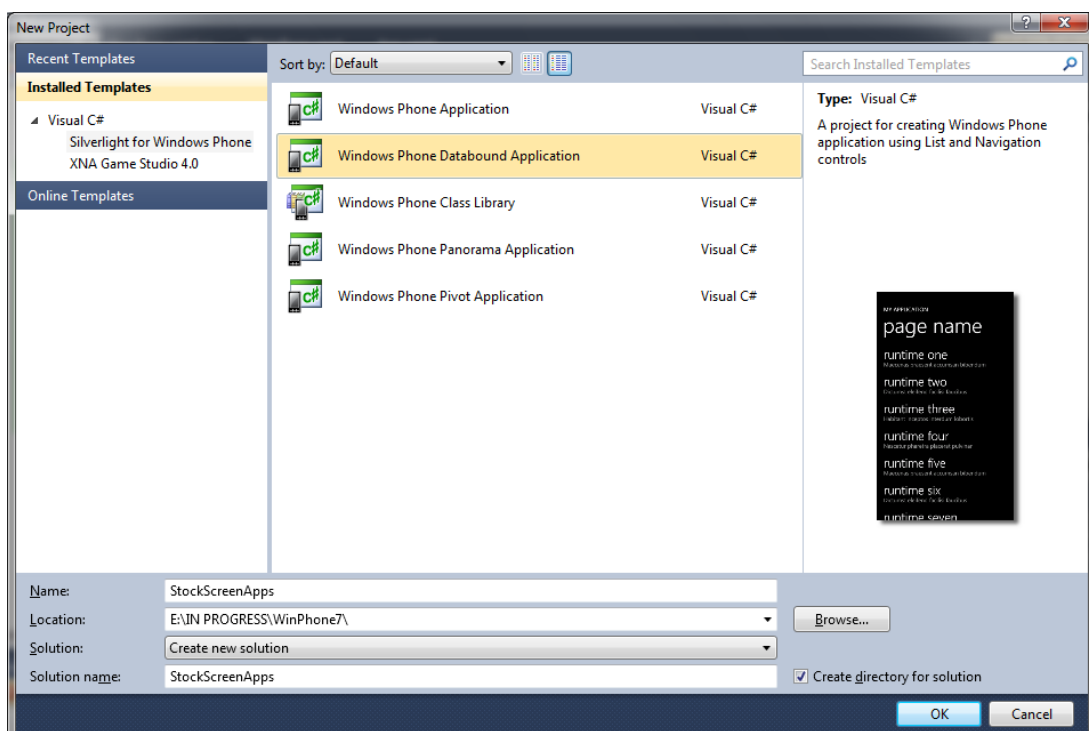 New Project
Recent Templates
Installed Templates
Visual C#
Silverlight for Windows Phone
XNA Game Studio 4.0
Online Templates
Sort by: Default
Windows Phone Application Visual C#
Windows Phone Databound Application Visual C#
Windows Phone Class Library Visual C#
Windows Phone Panorama Application Visual C#
Windows Phone Pivot Application Visual C#
Search Installed Templates
Type: Visual C#
A project for creating Windows Phone
application using List and Navigation
controls
MY APPLICATION
page name
runtime one
runtime two
runtime three
runtime four
runtime five
runtime six
runtime seven
Name: StockScreenApps
Location: E:\IN PROGRESS\WinPhone7\
Browse...
Solution: Create new solution
Solution name: StockScreenApps
Create directory for solution
OK Cancel